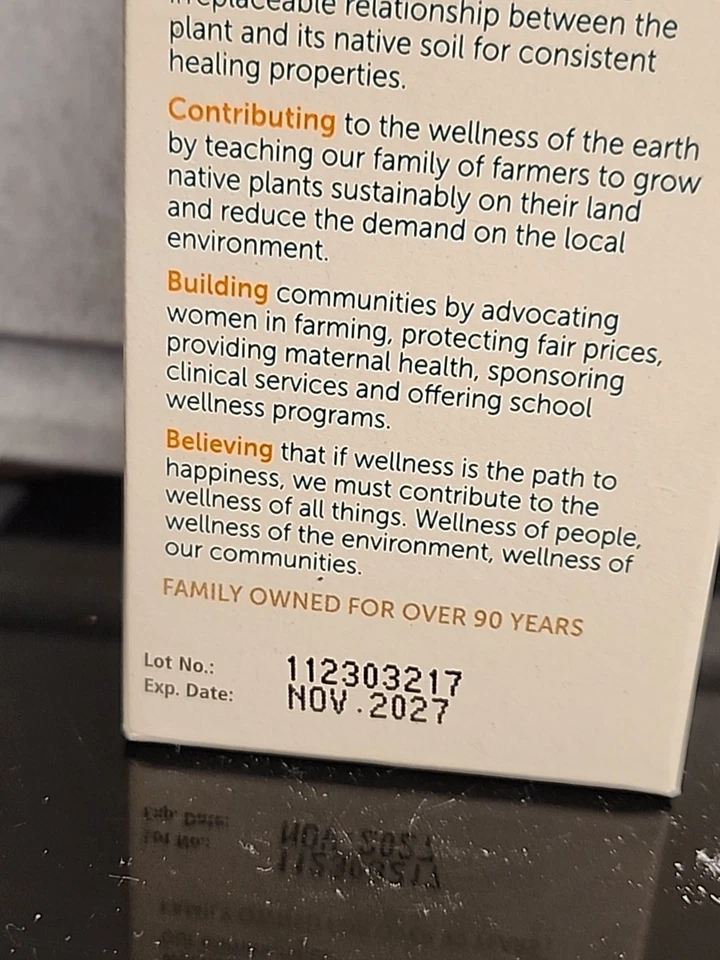 irreplaceable relationship between the
plant and its native soil for consistent
healing properties.
Contributing to the wellness of the earth
by teaching our family of farmers to grow
native plants sustainably on their land
and reduce the demand on the local
environment.
Building communities by advocating
women in farming, protecting fair prices,
providing maternal health, sponsoring
clinical services and offering school
wellness programs.
Believing that if wellness is the path to
happiness, we must contribute to the
wellness of all things. Wellness of people,
wellness of the environment, wellness of
our communities.
FAMILY OWNED FOR OVER 90 YEARS
Lot No.: 112303217
Exp. Date: NOV.2027